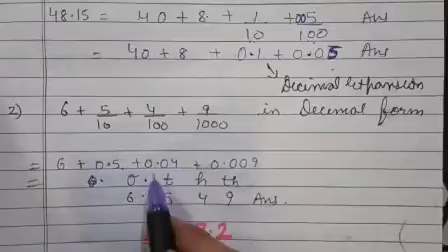 48.15 = 40 + 8 + 1/10 + 005/100 Ans
= 40 + 8 + 0.1 + 0.05 Ans
Decimal expansion
2) 6 + 5/10 + 4/100 + 9/1000 in Decimal form
= 6 + 0.5 + 0.04 + 0.009
= 0. t h th
6. 4 9 Ans.
.2